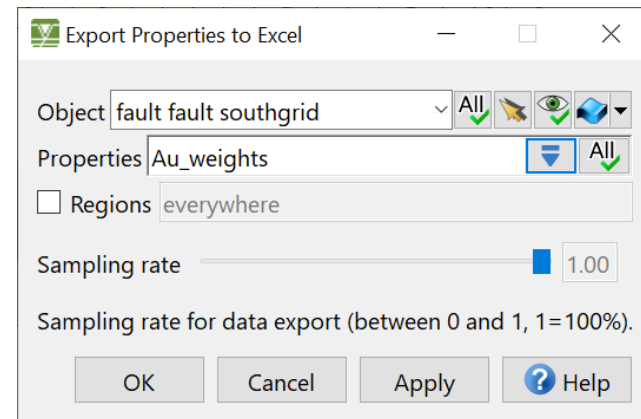 Export Properties to Excel
Object fault fault southgrid All
Properties Au_weights All
Regions everywhere
Sampling rate 1.00
Sampling rate for data export (between 0 and 1, 1=100%).
OK Cancel Apply Help